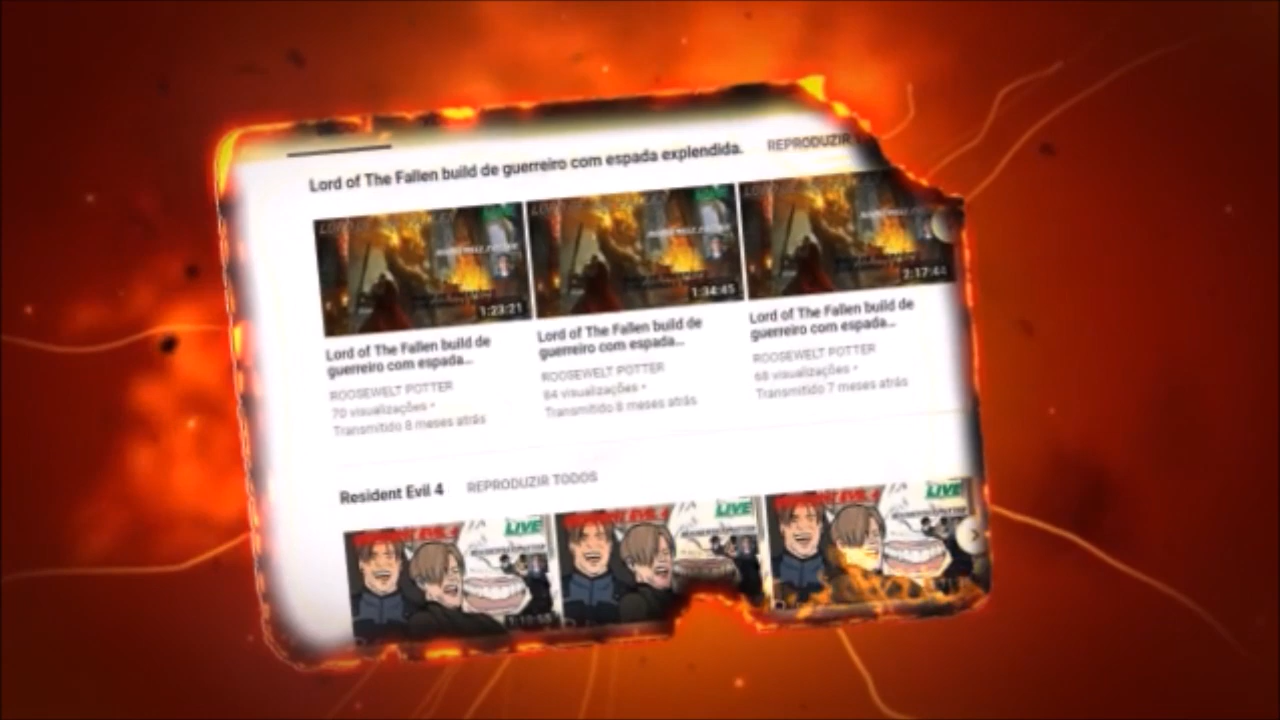 Lord of The Fallen build de guerreiro com espada explendida.
REPRODUZIR
1:23:21
1:34:45
2:17:44
Lord of The Fallen build de
guerreiro com espada...
ROOSEWELT POTTER
70 visualizações •
Transmitido 8 meses atrás
Lord of The Fallen build de
guerreiro com espada...
ROOSEWELT POTTER
84 visualizações •
Transmitido 8 meses atrás
Lord of The Fallen build de
guerreiro com espada...
ROOSEWELT POTTER
68 visualizações •
Transmitido 7 meses atrás
Resident Evil 4
REPRODUZIR TODOS
LIVE
LIVE
LIVE